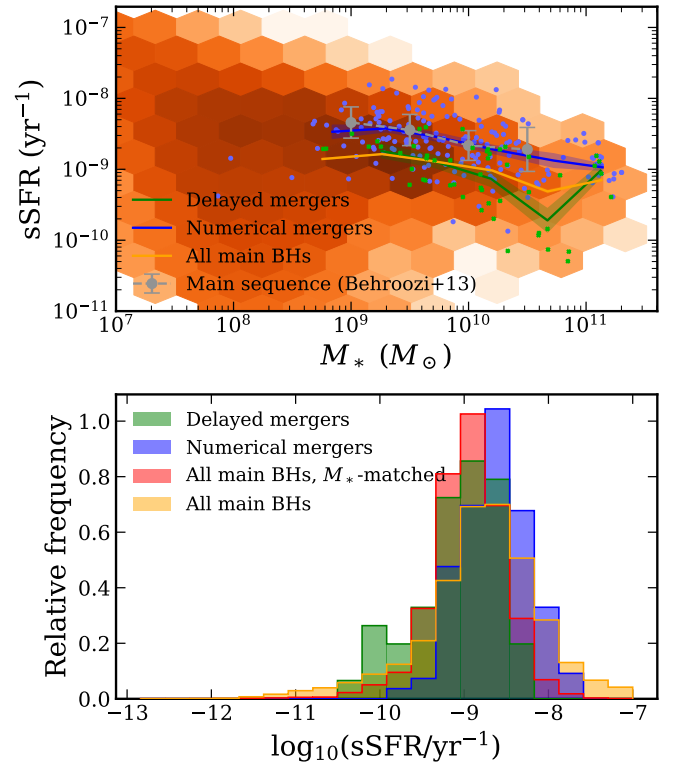 10⁻⁷
10⁻⁸
10⁻⁹
10⁻¹⁰
10⁻¹¹
sSFR (yr⁻¹)
Delayed mergers
Numerical mergers
All main BHs
Main sequence (Behroozi+13)
10⁷ 10⁸ 10⁹ 10¹⁰ 10¹¹
M* (M⊙)
Relative frequency
1.0
0.8
0.6
0.4
0.2
0.0
Delayed mergers
Numerical mergers
All main BHs, M*-matched
All main BHs
-13 -12 -11 -10 -9 -8 -7
log₁₀(sSFR/yr⁻¹)